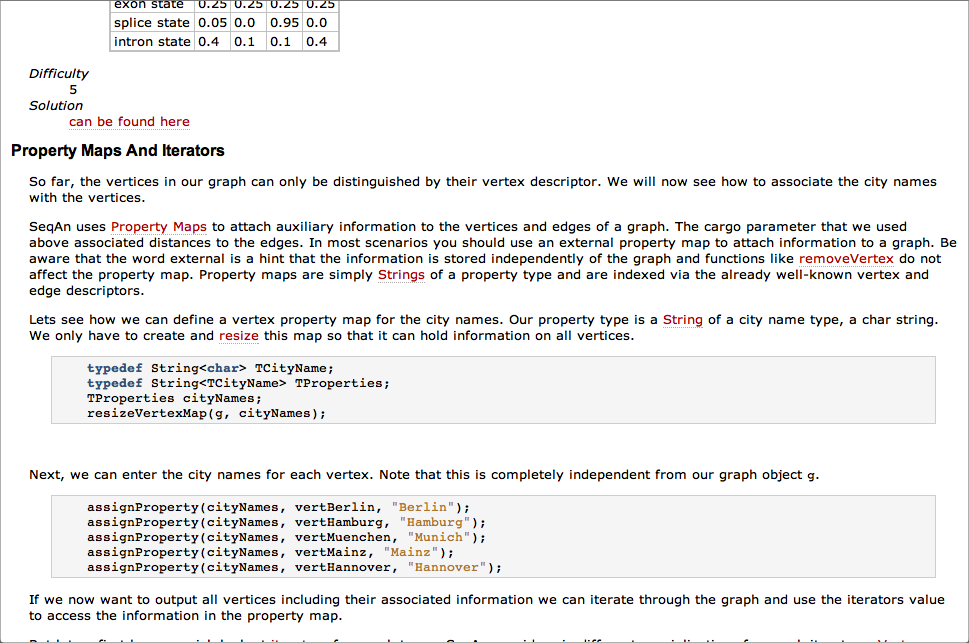 exon state 0.25 0.25 0.25 0.25
splice state 0.05 0.0 0.95 0.0
intron state 0.4 0.1 0.1 0.4
Difficulty
5
Solution
can be found here
Property Maps And Iterators
So far, the vertices in our graph can only be distinguished by their vertex descriptor. We will now see how to associate the city names
with the vertices.
SeqAn uses Property Maps to attach auxiliary information to the vertices and edges of a graph. The cargo parameter that we used
above associated distances to the edges. In most scenarios you should use an external property map to attach information to a graph. Be
aware that the word external is a hint that the information is stored independently of the graph and functions like removeVertex do not
affect the property map. Property maps are simply Strings of a property type and are indexed via the already well-known vertex and
edge descriptors.
Lets see how we can define a vertex property map for the city names. Our property type is a String of a city name type, a char string.
We only have to create and resize this map so that it can hold information on all vertices.
typedef String<char> TCityName;
typedef String<TCityName> TProperties;
TProperties cityNames;
resizeVertexMap(g, cityNames);
Next, we can enter the city names for each vertex. Note that this is completely independent from our graph object g.
assignProperty(cityNames, vertBerlin, "Berlin");
assignProperty(cityNames, vertHamburg, "Hamburg");
assignProperty(cityNames, vertMuenchen, "Munich");
assignProperty(cityNames, vertMainz, "Mainz");
assignProperty(cityNames, vertHannover, "Hannover");
If we now want to output all vertices including their associated information we can iterate through the graph and use the iterators value
to access the information in the property map.